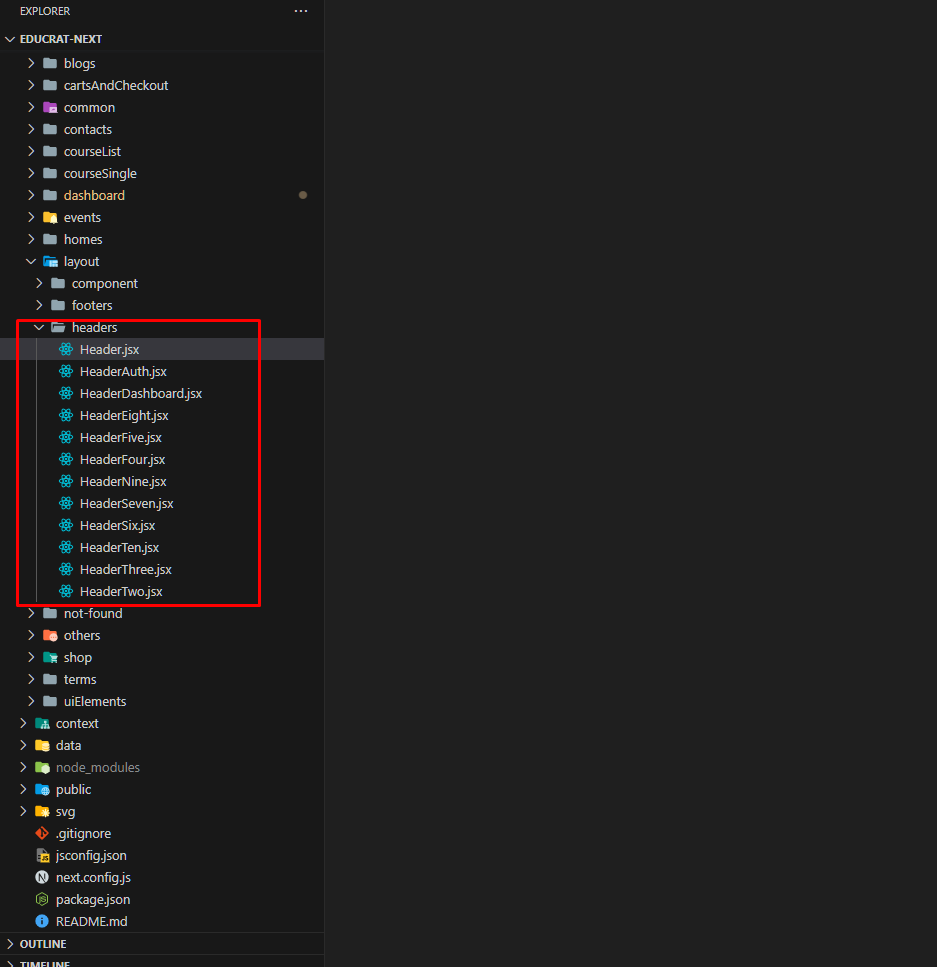 EXPLORER
EDUCRAT-NEXT
blogs
cartsAndCheckout
common
contacts
courseList
courseSingle
dashboard
events
homes
layout
component
footers
headers
Header.jsx
HeaderAuth.jsx
HeaderDashboard.jsx
HeaderEight.jsx
HeaderFive.jsx
HeaderFour.jsx
HeaderNine.jsx
HeaderSeven.jsx
HeaderSix.jsx
HeaderTen.jsx
HeaderThree.jsx
HeaderTwo.jsx
not-found
others
shop
terms
uiElements
context
data
node_modules
public
svg
.gitignore
jsconfig.json
next.config.js
package.json
README.md
OUTLINE
TIMELINE